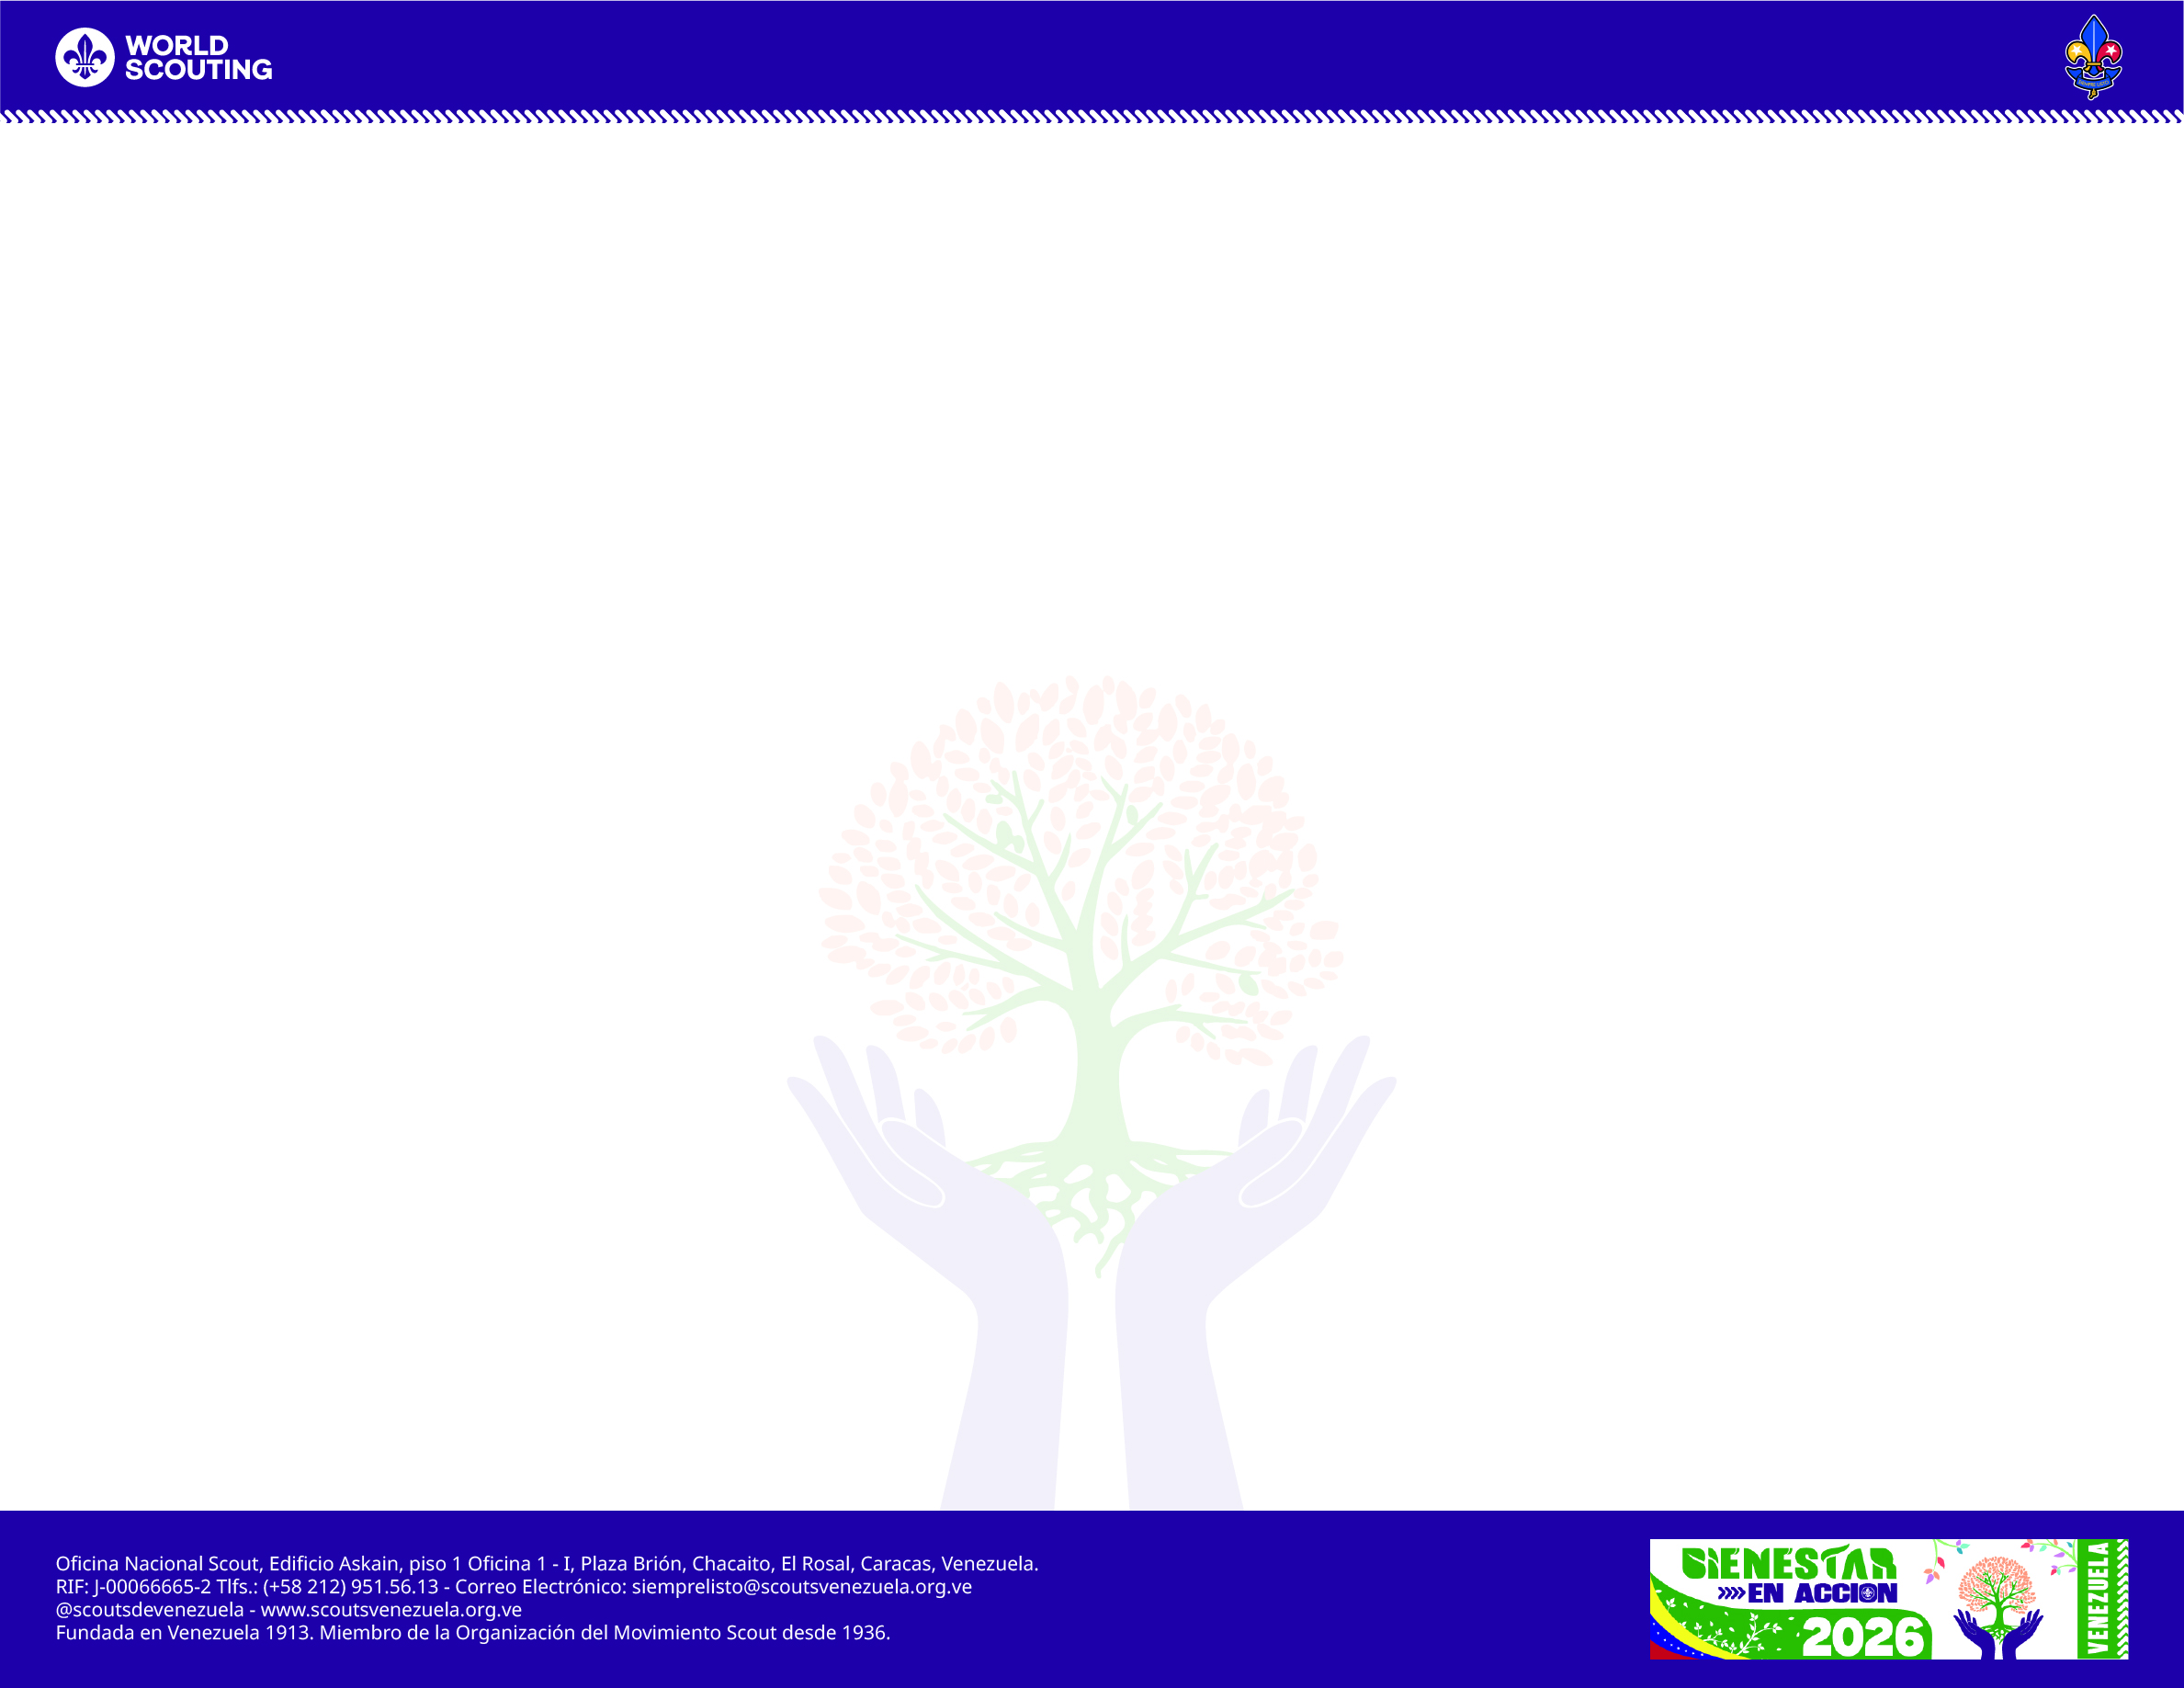 WORLD
SCOUTING
Oficina Nacional Scout, Edificio Askain, piso 1 Oficina 1 - I, Plaza Brión, Chacaito, El Rosal, Caracas, Venezuela.
RIF: J-00066665-2 Tlfs.: (+58 212) 951.56.13 - Correo Electrónico: siemprelisto@scoutsvenezuela.org.ve
@scoutsdevenezuela - www.scoutsvenezuela.org.ve
Fundada en Venezuela 1913. Miembro de la Organización del Movimiento Scout desde 1936.
BENESTAR
EN ACCION
2026
VENEZUELA